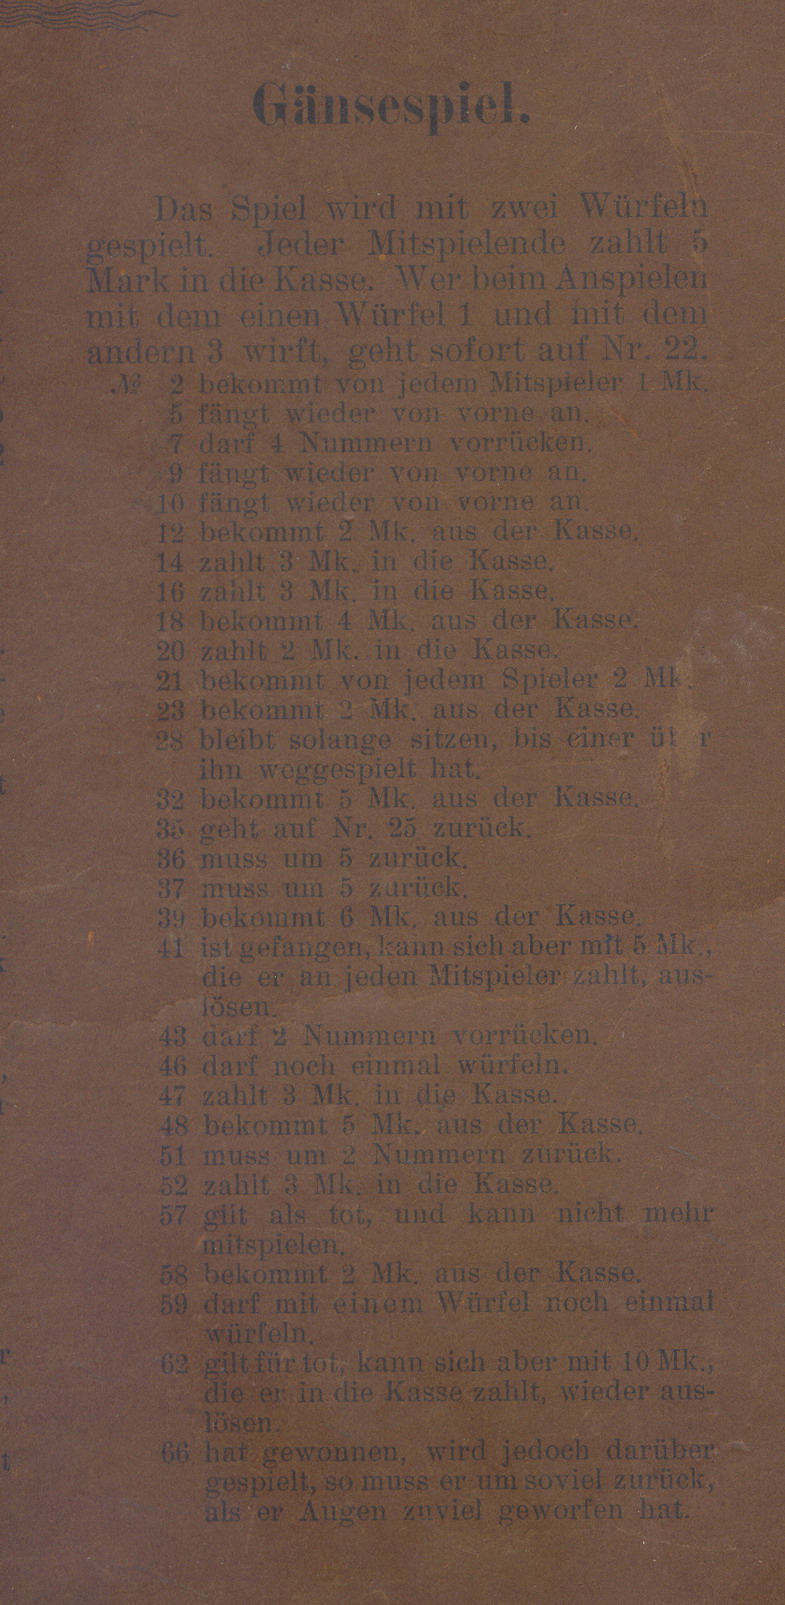 Gänsespiel.
Das Spiel wird mit zwei Würfeln
gespielt. Jeder Mitspielende zahlt 5
Mark in die Kasse. Wer beim Anspielen
mit dem einen Würfel 1 und mit dem
andern 3 wirft, geht sofort auf Nr. 22.
№ 2 bekommt von jedem Mitspieler 1 Mk.
5 fängt wieder von vorne an.
7 darf 4 Nummern vorrücken.
9 fängt wieder von vorne an.
10 fängt wieder von vorne an.
12 bekommt 2 Mk. aus der Kasse.
14 zahlt 3 Mk. in die Kasse.
16 zahlt 3 Mk. in die Kasse.
18 bekommt 4 Mk. aus der Kasse.
20 zahlt 2 Mk. in die Kasse.
21 bekommt von jedem Spieler 2 Mk.
23 bekommt 2 Mk. aus der Kasse.
28 bleibt solange sitzen, bis einer über
ihn weggespielt hat.
32 bekommt 5 Mk. aus der Kasse.
35 geht auf Nr. 25 zurück.
36 muss um 5 zurück.
37 muss um 5 zurück.
39 bekommt 6 Mk. aus der Kasse.
41 ist gefangen, kann sich aber mit 5 Mk.,
die er an jeden Mitspieler zahlt, aus-
lösen.
43 darf 2 Nummern vorrücken.
46 darf noch einmal würfeln.
47 zahlt 3 Mk. in die Kasse.
48 bekommt 5 Mk. aus der Kasse.
51 muss um 2 Nummern zurück.
52 zahlt 3 Mk. in die Kasse.
57 gilt als tot, und kann nicht mehr
mitspielen.
58 bekommt 2 Mk. aus der Kasse.
59 darf mit einem Würfel noch einmal
würfeln.
62 gilt für tot, kann sich aber mit 10 Mk.,
die er in die Kasse zahlt, wieder aus-
lösen.
66 hat gewonnen, wird jedoch darüber
gespielt, so muss er um soviel zurück,
als er Augen zuviel geworfen hat.